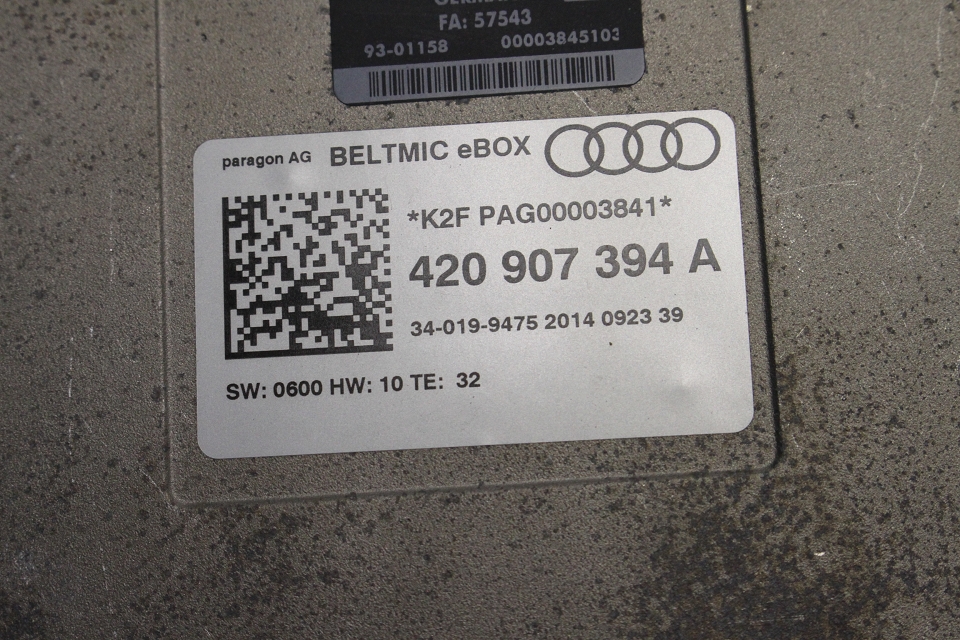 FA: 57543
93-01158 00003845103
paragon AG BELTMIC eBOX
*K2F PAG00003841*
420 907 394 A
34-019-9475 2014 0923 39
SW: 0600 HW: 10 TE: 32